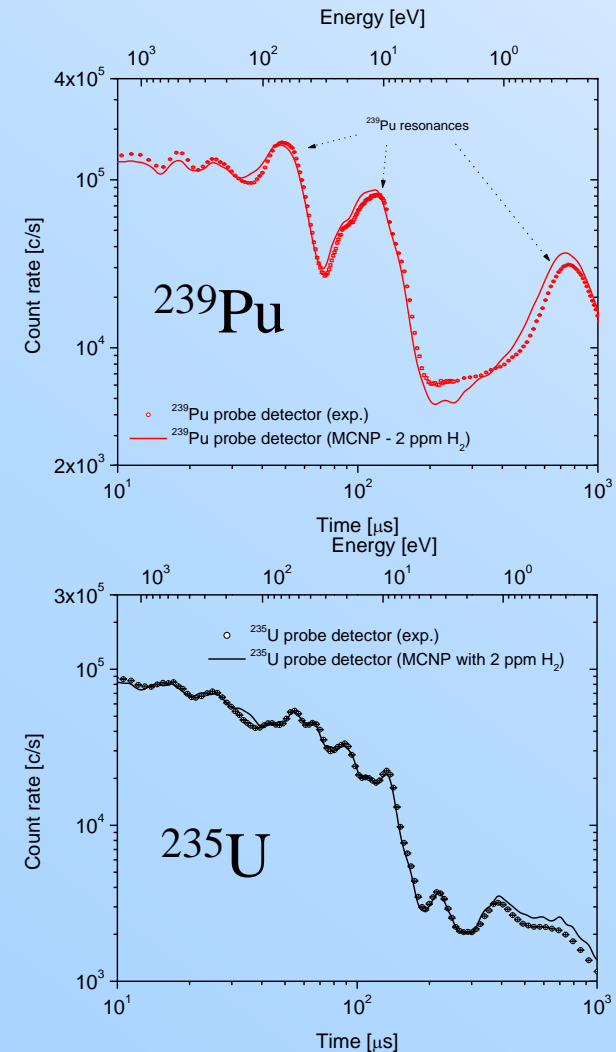 Energy [eV]
10³ 10² 10¹ 10⁰
4x10⁵
²³⁹Pu resonances
10⁵
Count rate [c/s]
²³⁹Pu
10⁴
²³⁹Pu probe detector (exp.)
²³⁹Pu probe detector (MCNP - 2 ppm H₂)
2x10³
10¹ 10² 10³
Time [μs]
Energy [eV]
10³ 10² 10¹ 10⁰
3x10⁵
²³⁵U probe detector (exp.)
²³⁵U probe detector (MCNP with 2 ppm H₂)
10⁵
Count rate [c/s]
10⁴
²³⁵U
10³
10¹ 10² 10³
Time [μs]